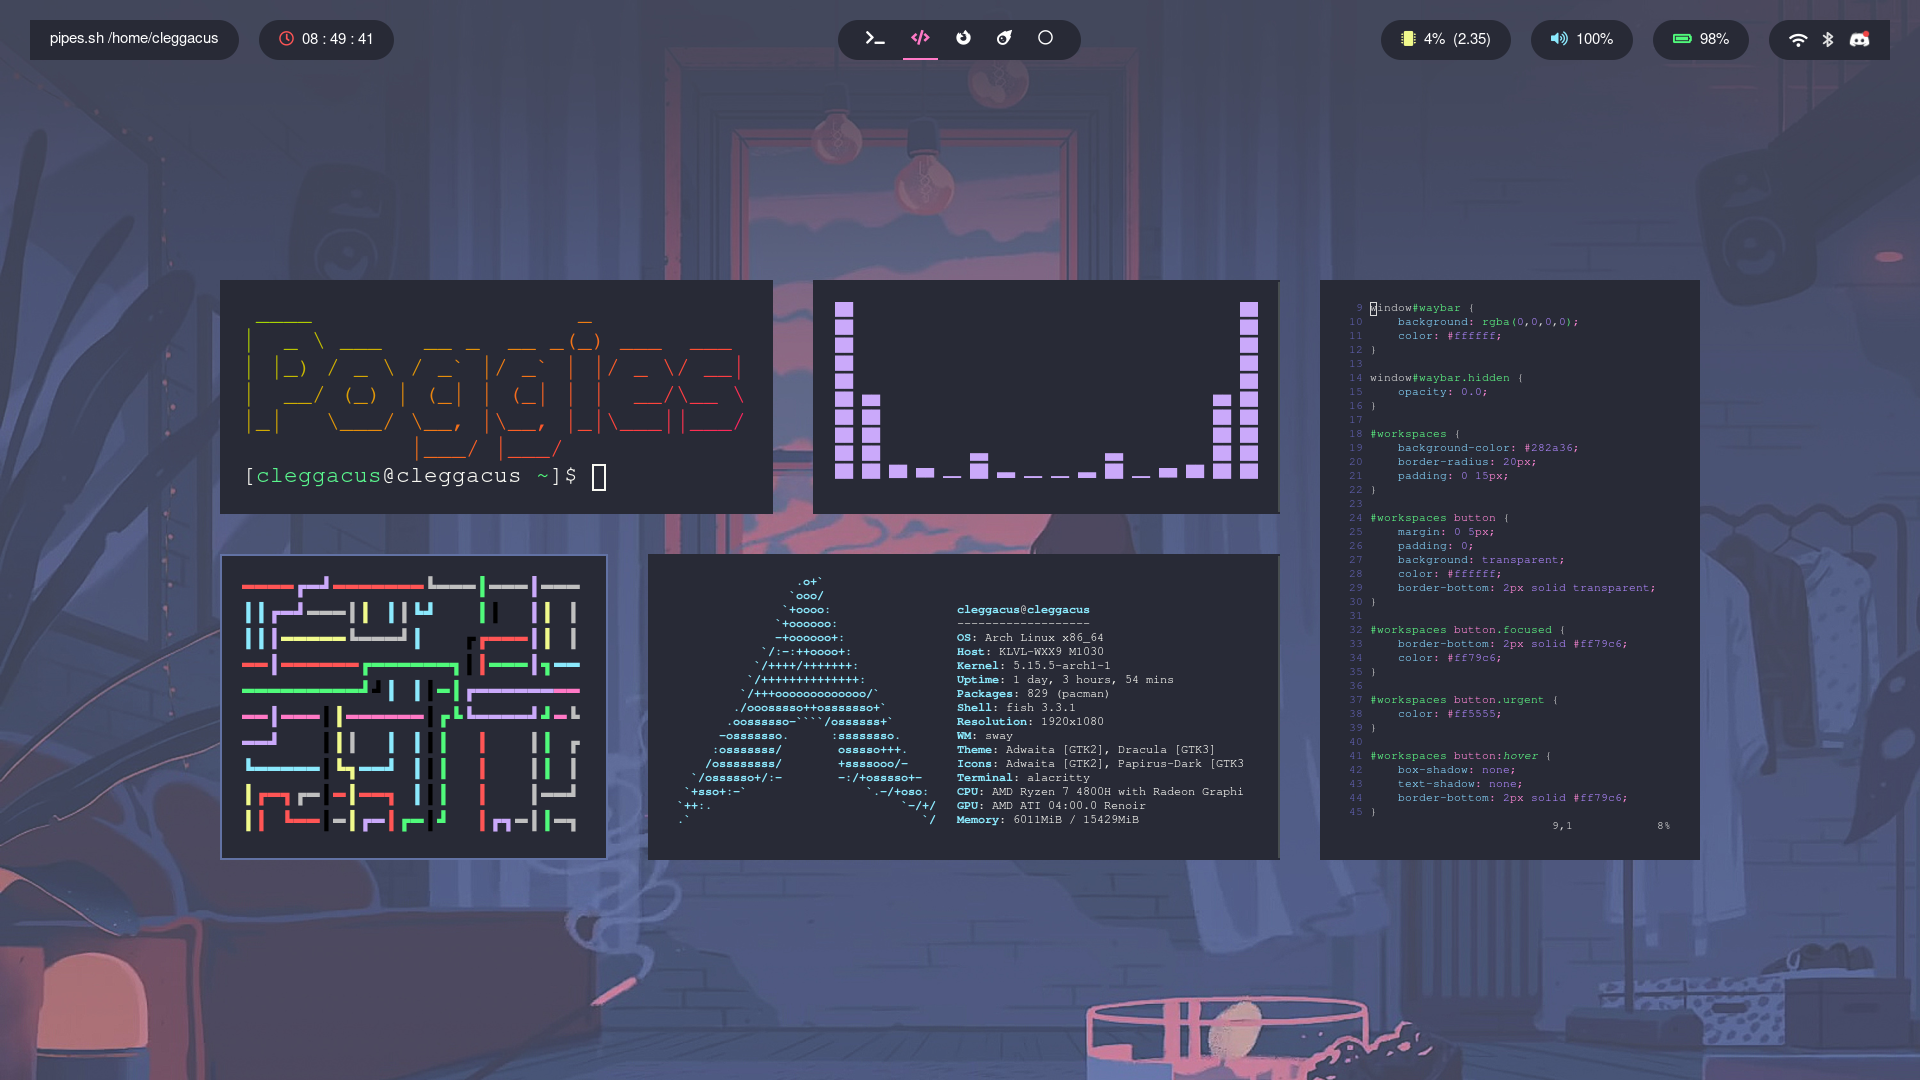 pipes.sh /home/cleggacus
08 : 49 : 41
4% (2.35)
100%
98%
Poggies
[cleggacus@cleggacus ~]$
cleggacus@cleggacus
-------------------
OS: Arch Linux x86_64
Host: KLVL-WXX9 M1030
Kernel: 5.15.5-arch1-1
Uptime: 1 day, 3 hours, 54 mins
Packages: 829 (pacman)
Shell: fish 3.3.1
Resolution: 1920x1080
WM: sway
Theme: Adwaita [GTK2], Dracula [GTK3]
Icons: Adwaita [GTK2], Papirus-Dark [GTK3
Terminal: alacritty
CPU: AMD Ryzen 7 4800H with Radeon Graphi
GPU: AMD ATI 04:00.0 Renoir
Memory: 6011MiB / 15429MiB
9 window#waybar {
10 background: rgba(0,0,0,0);
11 color: #ffffff;
12 }
13
14 window#waybar.hidden {
15 opacity: 0.0;
16 }
17
18 #workspaces {
19 background-color: #282a36;
20 border-radius: 20px;
21 padding: 0 15px;
22 }
23
24 #workspaces button {
25 margin: 0 5px;
26 padding: 0;
27 background: transparent;
28 color: #ffffff;
29 border-bottom: 2px solid transparent;
30 }
31
32 #workspaces button.focused {
33 border-bottom: 2px solid #ff79c6;
34 color: #ff79c6;
35 }
36
37 #workspaces button.urgent {
38 color: #ff5555;
39 }
40
41 #workspaces button:hover {
42 box-shadow: none;
43 text-shadow: none;
44 border-bottom: 2px solid #ff79c6;
45 }
9,1 8%